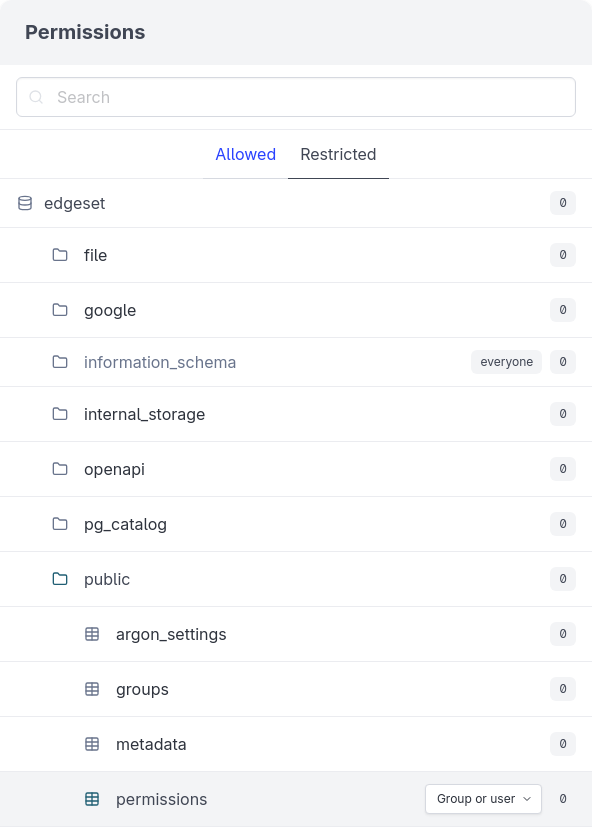 Permissions
Search
Allowed Restricted
edgeset 0
file 0
google 0
information_schema everyone 0
internal_storage 0
openapi 0
pg_catalog 0
public 0
argon_settings 0
groups 0
metadata 0
permissions Group or user 0